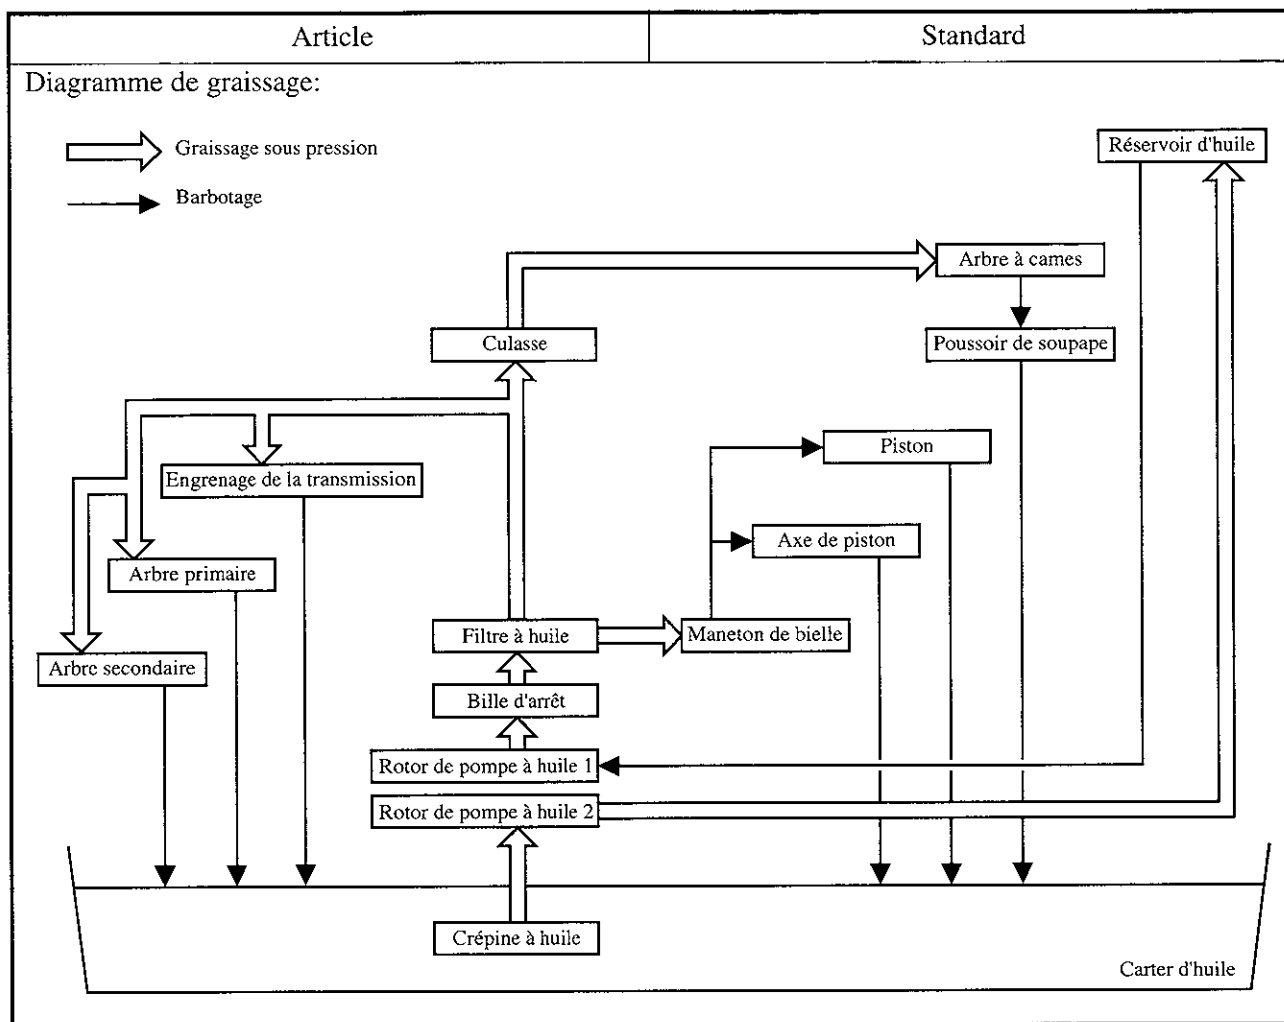 Article
Standard
Diagramme de graissage:
Graissage sous pression
Barbotage
Réservoir d'huile
Arbre à cames
Culasse
Poussoir de soupape
Piston
Engrenage de la transmission
Axe de piston
Arbre primaire
Filtre à huile
Maneton de bielle
Arbre secondaire
Bille d'arrêt
Rotor de pompe à huile 1
Rotor de pompe à huile 2
Crépine à huile
Carter d'huile